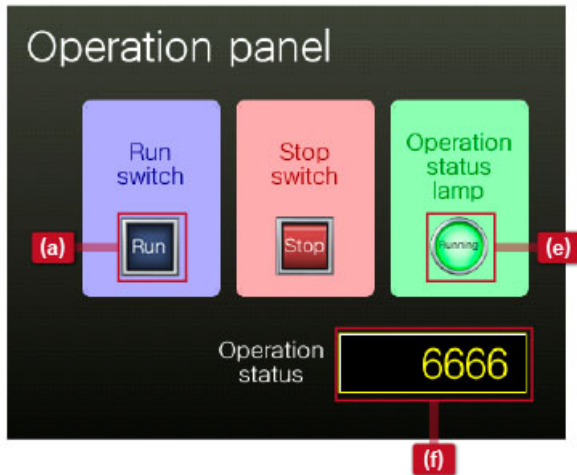 Operation panel
Run
switch
Stop
switch
Operation
status
lamp
(a)
Run
Stop
Running
(e)
Operation
status
6666
(f)